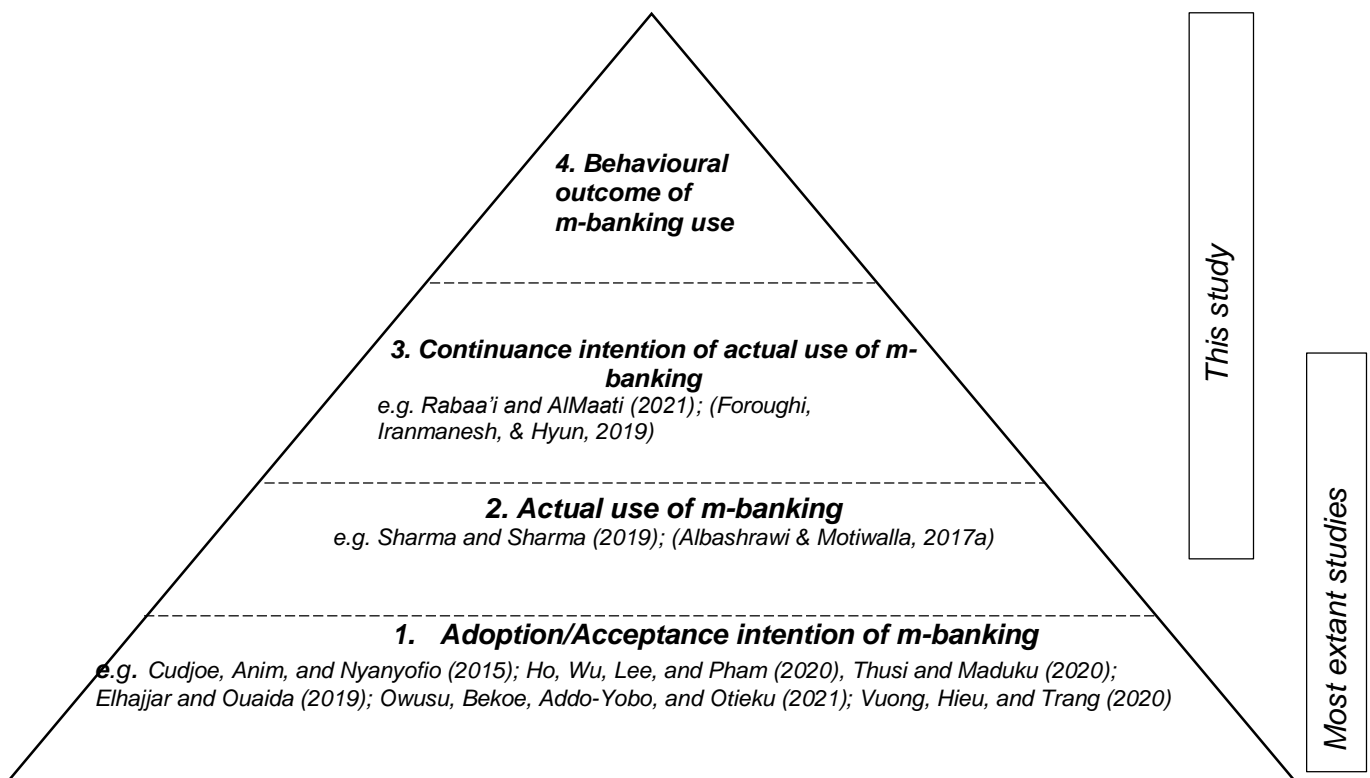 4. Behavioural
outcome of
m-banking use
3. Continuance intention of actual use of m-
banking
e.g. Rabaa’i and AlMaati (2021); (Foroughi,
Iranmanesh, & Hyun, 2019)
2. Actual use of m-banking
e.g. Sharma and Sharma (2019); (Albashrawi & Motiwalla, 2017a)
1. Adoption/Acceptance intention of m-banking
e.g. Cudjoe, Anim, and Nyanyofio (2015); Ho, Wu, Lee, and Pham (2020), Thusi and Maduku (2020);
Elhajjar and Ouaida (2019); Owusu, Bekoe, Addo-Yobo, and Otieku (2021); Vuong, Hieu, and Trang (2020)
This study
Most extant studies